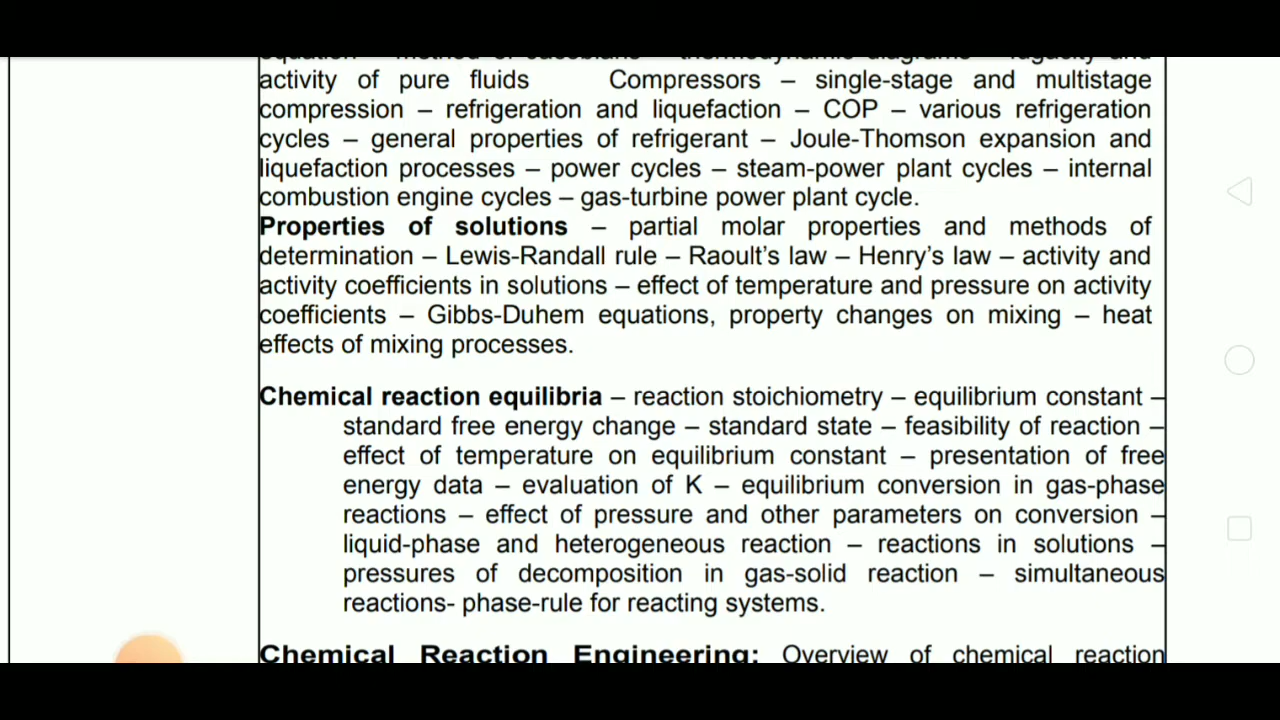 equation – method of Jacobians – thermodynamic diagrams – fugacity and
activity of pure fluids Compressors – single-stage and multistage
compression – refrigeration and liquefaction – COP – various refrigeration
cycles – general properties of refrigerant – Joule-Thomson expansion and
liquefaction processes – power cycles – steam-power plant cycles – internal
combustion engine cycles – gas-turbine power plant cycle.
Properties of solutions – partial molar properties and methods of
determination – Lewis-Randall rule – Raoult’s law – Henry’s law – activity and
activity coefficients in solutions – effect of temperature and pressure on activity
coefficients – Gibbs-Duhem equations, property changes on mixing – heat
effects of mixing processes.
Chemical reaction equilibria – reaction stoichiometry – equilibrium constant –
standard free energy change – standard state – feasibility of reaction –
effect of temperature on equilibrium constant – presentation of free
energy data – evaluation of K – equilibrium conversion in gas-phase
reactions – effect of pressure and other parameters on conversion –
liquid-phase and heterogeneous reaction – reactions in solutions –
pressures of decomposition in gas-solid reaction – simultaneous
reactions- phase-rule for reacting systems.
Chemical Reaction Engineering: Overview of chemical reaction